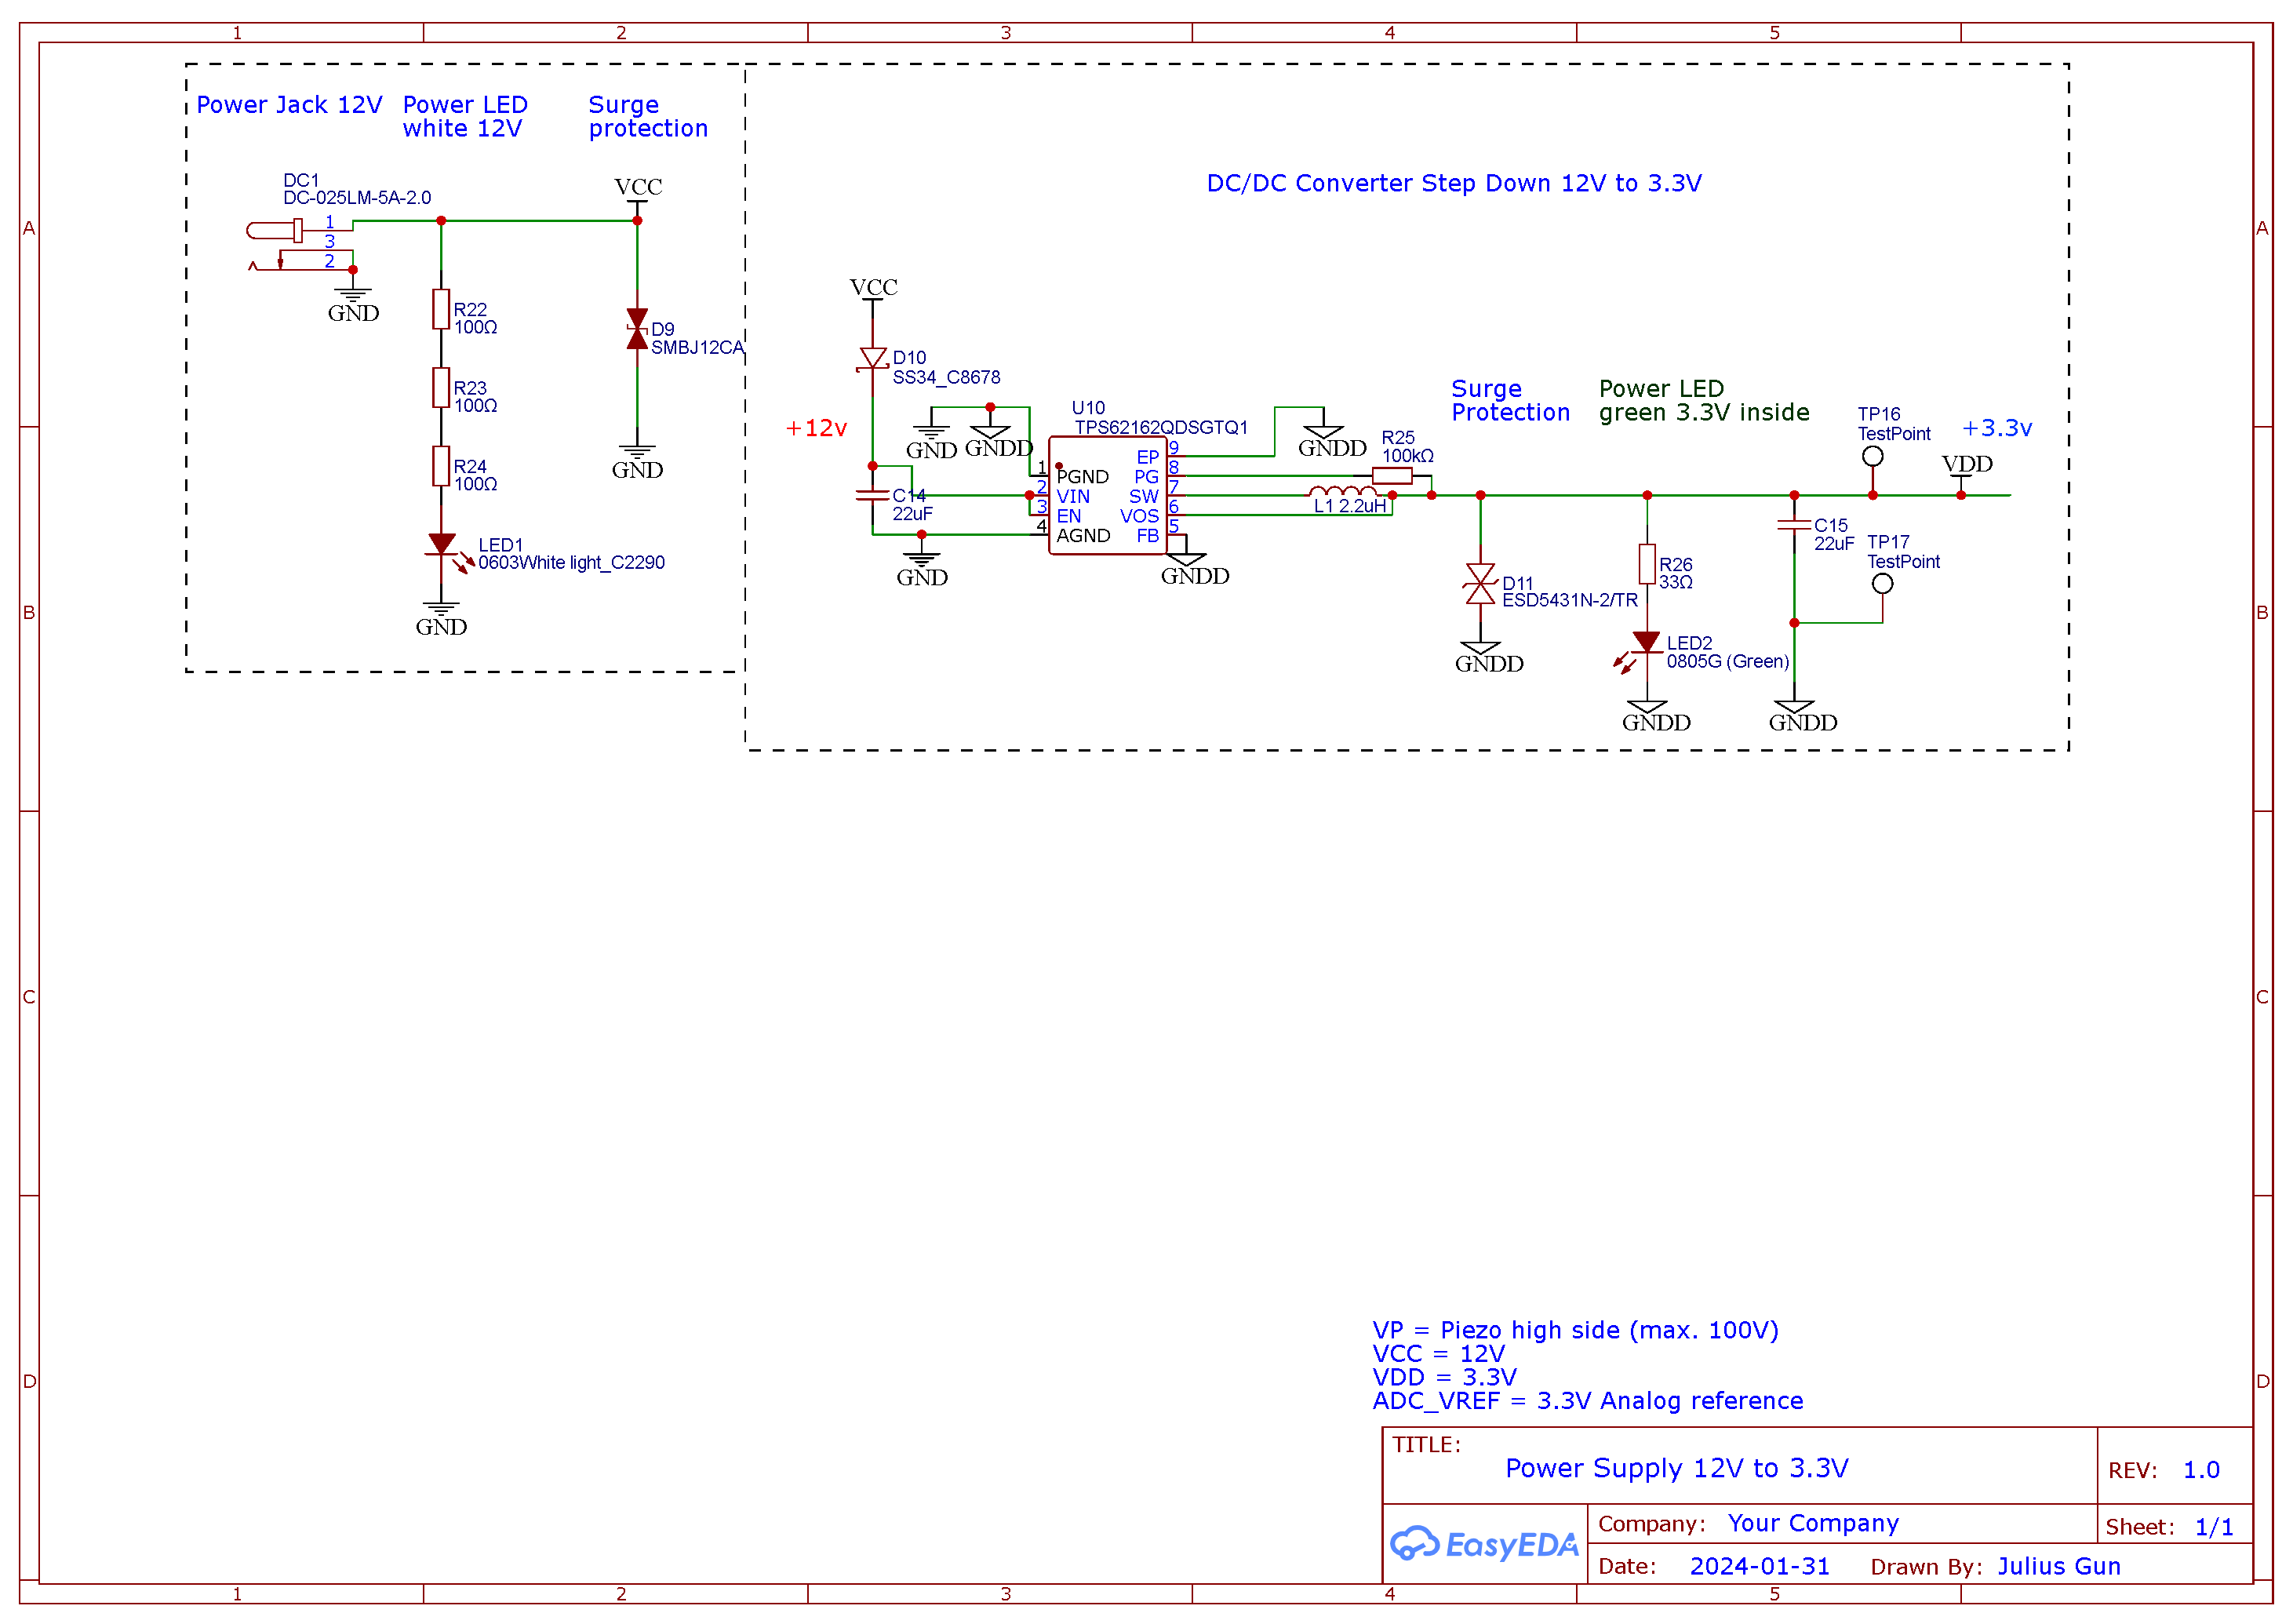 1
2
3
4
5
A
A
B
B
C
C
D
D
Power Jack 12V
Power LED
white 12V
Surge
protection
DC1
DC-025LM-5A-2.0
1
3
2
GND
VCC
R22
100Ω
R23
100Ω
R24
100Ω
LED1
0603White light_C2290
GND
D9
SMBJ12CA
GND
DC/DC Converter Step Down 12V to 3.3V
VCC
D10
SS34_C8678
+12v
GND
GNDD
C14
22uF
GND
U10
TPS62162QDSGTQ1
1
PGND
2
VIN
3
EN
4
AGND
EP
9
PG
8
SW
7
VOS
6
FB
5
GNDD
GNDD
R25
100kΩ
L1 2.2uH
Surge
Protection
Power LED
green 3.3V inside
D11
ESD5431N-2/TR
GNDD
R26
33Ω
LED2
0805G (Green)
GNDD
TP16
TestPoint
+3.3v
VDD
C15
22uF
TP17
TestPoint
GNDD
VP = Piezo high side (max. 100V)
VCC = 12V
VDD = 3.3V
ADC_VREF = 3.3V Analog reference
TITLE:
Power Supply 12V to 3.3V
REV: 1.0
EasyEDA
Company: Your Company
Sheet: 1/1
Date: 2024-01-31
Drawn By: Julius Gun
1
2
3
4
5